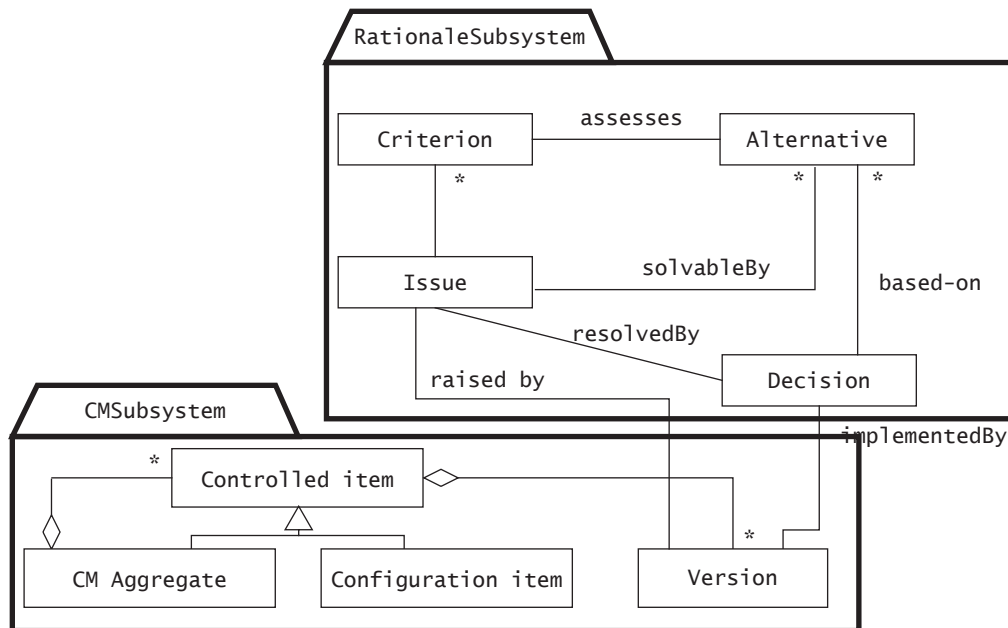 RationaleSubsystem
assesses
Criterion
Alternative
*
*
*
solvableBy
Issue
based-on
resolvedBy
raised by
Decision
CMSubsystem
implementedBy
*
Controlled item
*
CM Aggregate
Configuration item
Version